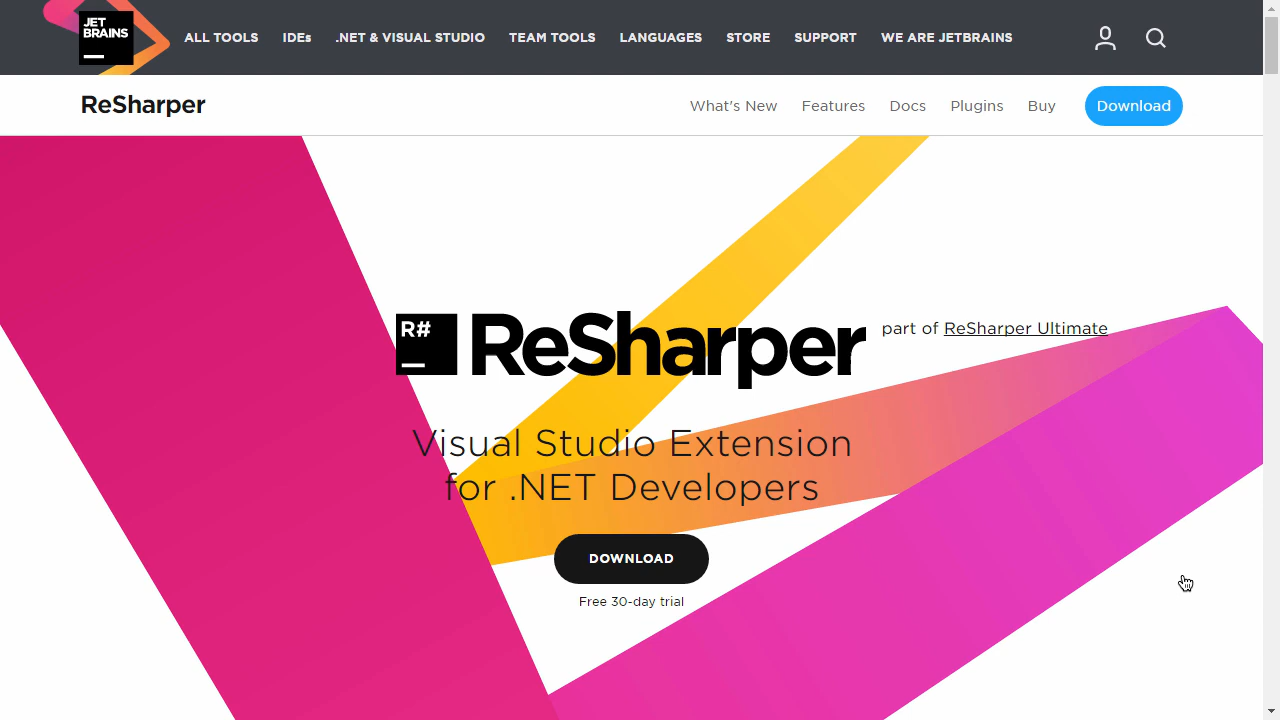 JET
BRAINS
ALL TOOLS IDEs .NET & VISUAL STUDIO TEAM TOOLS LANGUAGES STORE SUPPORT WE ARE JETBRAINS
ReSharper What's New Features Docs Plugins Buy Download
R# ReSharper part of ReSharper Ultimate
Visual Studio Extension
for .NET Developers
DOWNLOAD
Free 30-day trial